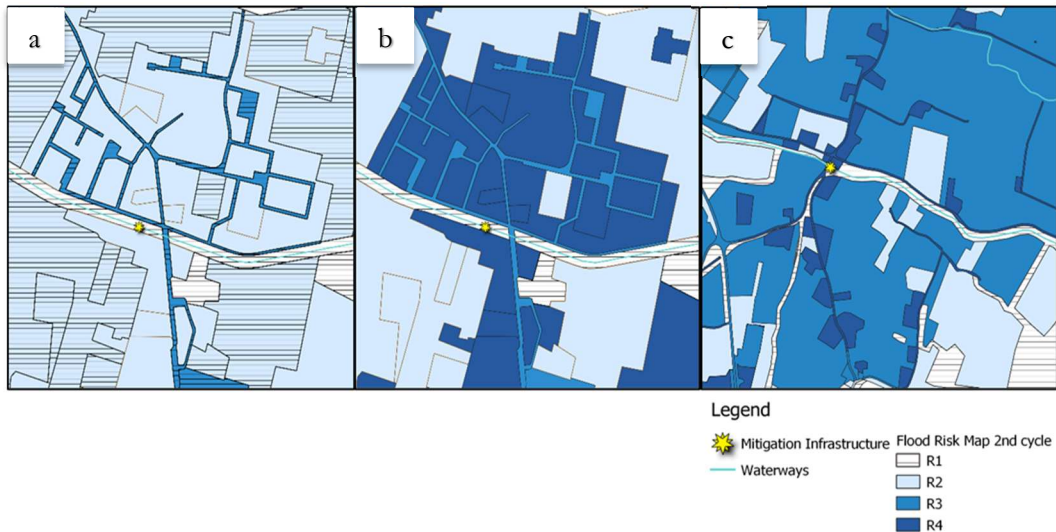 a
b
c
Legend
Mitigation Infrastructure
Waterways
Flood Risk Map 2nd cycle
R1
R2
R3
R4